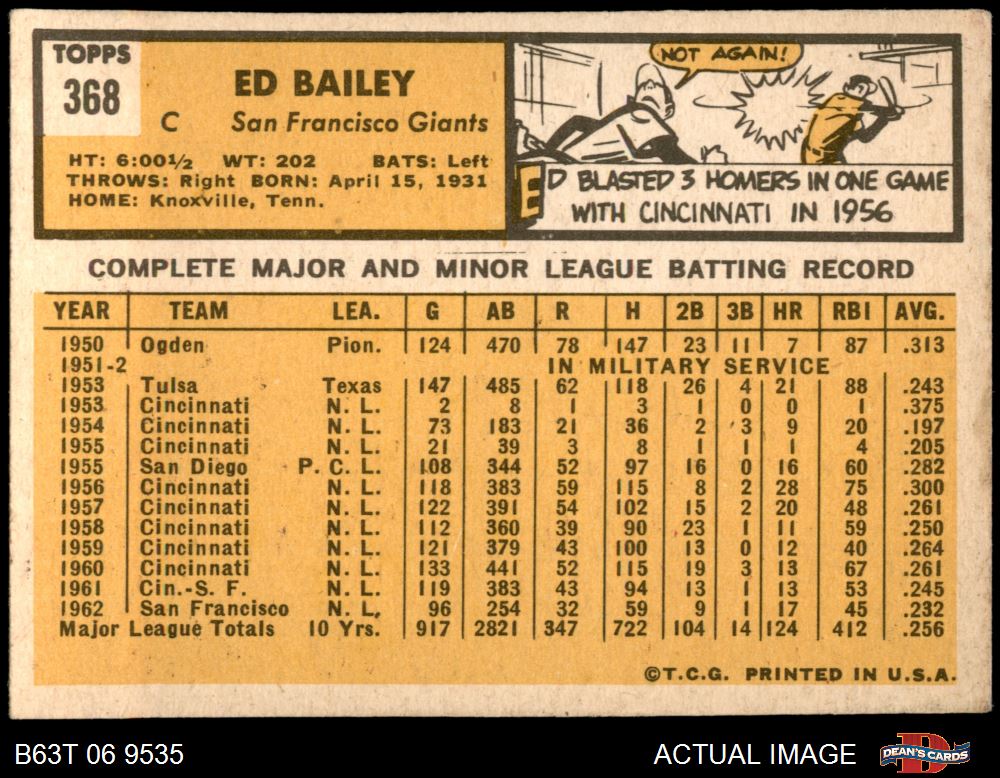 TOPPS
368
ED BAILEY
C San Francisco Giants
HT: 6:00½ WT: 202 BATS: Left
THROWS: Right BORN: April 15, 1931
HOME: Knoxville, Tenn.
NOT AGAIN!
ED BLASTED 3 HOMERS IN ONE GAME
WITH CINCINNATI IN 1956
COMPLETE MAJOR AND MINOR LEAGUE BATTING RECORD
YEAR TEAM LEA. G AB R H 2B 3B HR RBI AVG.
1950 Ogden Pion. 124 470 78 147 23 11 7 87 .313
1951-2 IN MILITARY SERVICE
1953 Tulsa Texas 147 485 62 118 26 4 21 88 .243
1953 Cincinnati N. L. 2 8 1 3 1 0 0 1 .375
1954 Cincinnati N. L. 73 183 21 36 2 3 9 20 .197
1955 Cincinnati N. L. 21 39 3 8 1 1 1 4 .205
1955 San Diego P. C. L. 108 344 52 97 16 0 16 60 .282
1956 Cincinnati N. L. 118 383 59 115 8 2 28 75 .300
1957 Cincinnati N. L. 122 391 54 102 15 2 20 48 .261
1958 Cincinnati N. L. 112 360 39 90 23 1 11 59 .250
1959 Cincinnati N. L. 121 379 43 100 13 0 12 40 .264
1960 Cincinnati N. L. 133 441 52 115 19 3 13 67 .261
1961 Cin.-S. F. N. L. 119 383 43 94 13 1 13 53 .245
1962 San Francisco N. L. 96 254 32 59 9 1 17 45 .232
Major League Totals 10 Yrs. 917 2821 347 722 104 14 124 412 .256
©T.C.G. PRINTED IN U.S.A.
B63T 06 9535 ACTUAL IMAGE DEAN'S CARDS